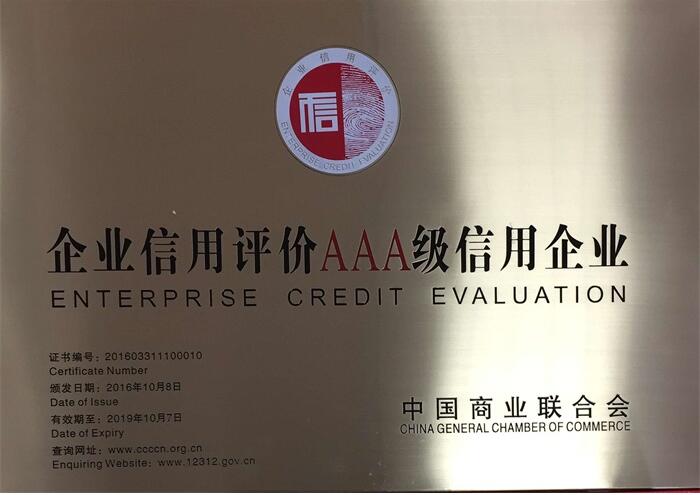 企业信用评价
信
ENTERPRISE CREDIT EVALUATION
企业信用评价AAA级信用企业
ENTERPRISE CREDIT EVALUATION
证书编号：201603311100010
Certificate Number
颁发日期：2016年10月8日
Date of Issue
有效期至：2019年10月7日
Date of Expiry
查询网址：www.ccccn.org.cn
Enquiring Website：www.12312.gov.cn
中国商业联合会
CHINA GENERAL CHAMBER OF COMMERCE